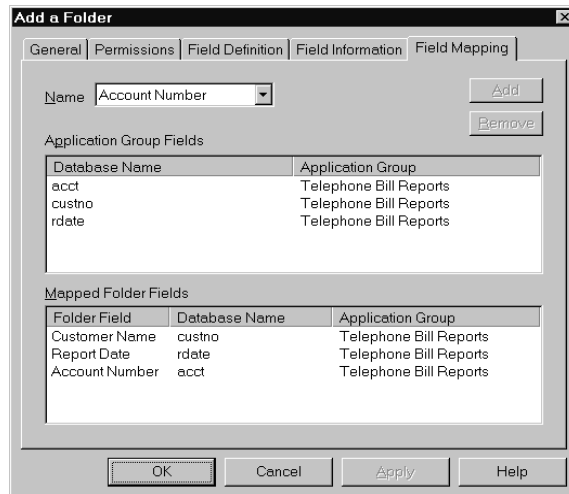 Add a Folder
General Permissions Field Definition Field Information Field Mapping
Name Account Number Add
Remove
Application Group Fields
Database Name Application Group
acct Telephone Bill Reports
custno Telephone Bill Reports
rdate Telephone Bill Reports
Mapped Folder Fields
Folder Field Database Name Application Group
Customer Name custno Telephone Bill Reports
Report Date rdate Telephone Bill Reports
Account Number acct Telephone Bill Reports
OK Cancel Apply Help